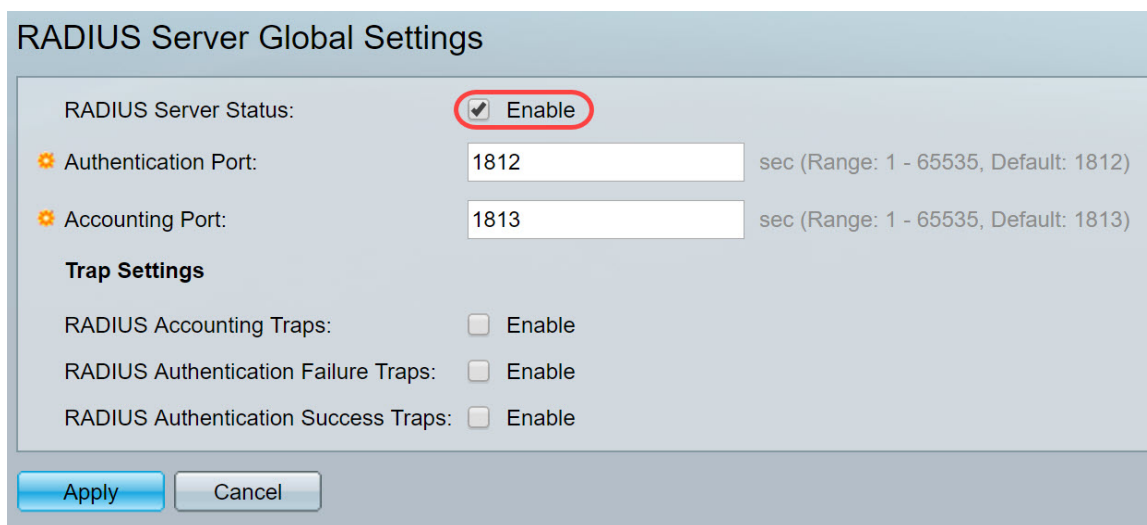 RADIUS Server Global Settings
RADIUS Server Status: Enable
Authentication Port: 1812 sec (Range: 1 - 65535, Default: 1812)
Accounting Port: 1813 sec (Range: 1 - 65535, Default: 1813)
Trap Settings
RADIUS Accounting Traps: Enable
RADIUS Authentication Failure Traps: Enable
RADIUS Authentication Success Traps: Enable
Apply Cancel